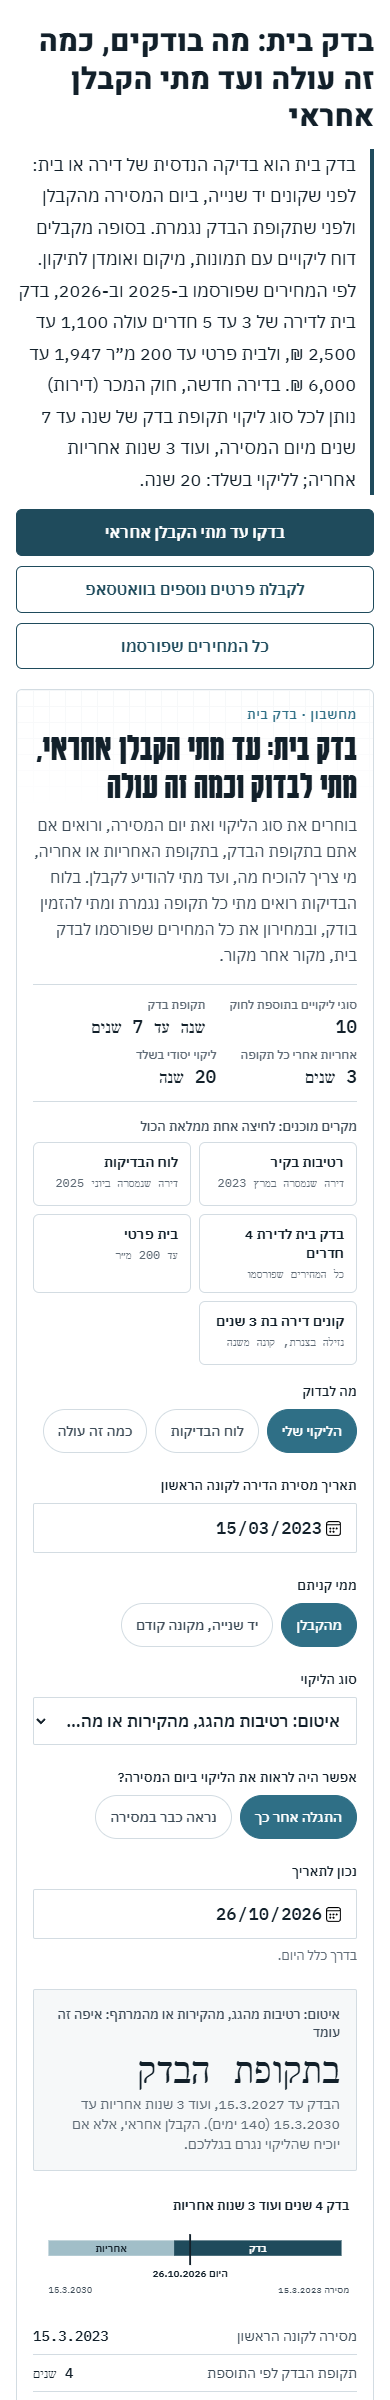 בדק בית: מה בודקים, כמה
זה עולה ועד מתי הקבלן
אחראי
בדק בית הוא בדיקה הנדסית של דירה או בית:
לפני שקונים יד שנייה, ביום המסירה מהקבלן
ולפני שתקופת הבדק נגמרת. בסופה מקבלים
דוח ליקויים עם תמונות, מיקום ואומדן לתיקון.
לפי המחירים שפורסמו ב-2025 וב-2026, בדק
בית לדירה של 3 עד 5 חדרים עולה 1,100 עד
2,500 ₪, ולבית פרטי עד 200 מ״ר 1,947 עד
6,000 ₪. בדירה חדשה, חוק המכר (דירות)
נותן לכל סוג ליקוי תקופת בדק של שנה עד 7
שנים מיום המסירה, ועוד 3 שנות אחריות
אחריה; לליקוי בשלד: 20 שנה.
בדקו עד מתי הקבלן אחראי
לקבלת פרטים נוספים בוואטסאפ
כל המחירים שפורסמו
מחשבון · בדק בית
בדק בית: עד מתי הקבלן אחראי,
מתי לבדוק וכמה זה עולה
בוחרים את סוג הליקוי ואת יום המסירה, ורואים אם
אתם בתקופת הבדק, בתקופת האחריות או אחריה,
מי צריך להוכיח מה, ועד מתי להודיע לקבלן. בלוח
הבדיקות רואים מתי כל תקופה נגמרת ומתי להזמין
בודק, ובמחירון את כל המחירים שפורסמו לבדק
בית, מקור אחר מקור.
סוגי ליקויים בתוספת לחוק
10
תקופת בדק
שנה עד 7 שנים
אחריות אחרי כל תקופה
3 שנים
ליקוי יסודי בשלד
20 שנה
מקרים מוכנים: לחיצה אחת ממלאת הכול
רטיבות בקיר
דירה שנמסרה במרץ 2023
לוח הבדיקות
דירה שנמסרה ביוני 2025
בדק בית לדירת 4
חדרים
כל המחירים שפורסמו
בית פרטי
עד 200 מ״ר
קונים דירה בת 3 שנים
נזילה בצנרת, קונה משנה
מה לבדוק
הליקוי שלי
לוח הבדיקות
כמה זה עולה
תאריך מסירת הדירה לקונה הראשון
15/03/2023
ממי קניתם
מהקבלן
יד שנייה, מקונה קודם
סוג הליקוי
איטום: רטיבות מהגג, מהקירות או מה...
אפשר היה לראות את הליקוי ביום המסירה?
התגלה אחר כך
נראה כבר במסירה
נכון לתאריך
26/10/2026
בדרך כלל היום.
איטום: רטיבות מהגג, מהקירות או מהמרתף: איפה זה
עומד
בתקופת הבדק
הבדק עד 15.3.2027, ועוד 3 שנות אחריות עד
15.3.2030 (140 ימים). הקבלן אחראי, אלא אם
יוכיח שהליקוי נגרם בגללכם.
בדק 4 שנים ועוד 3 שנות אחריות
בדק
אחריות
היום 26.10.2026
מסירה 15.3.2023
15.3.2030
מסירה לקונה הראשון
15.3.2023
תקופת הבדק לפי התוספת
4 שנים